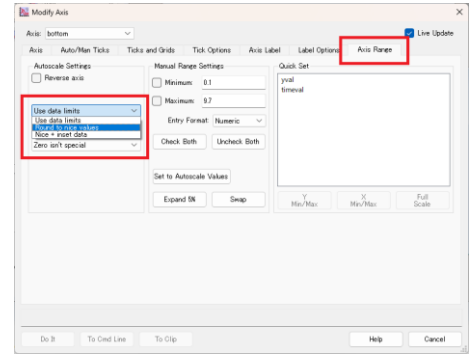 Modify Axis
Axis: bottom
Live Update
Axis Auto/Man Ticks Ticks and Grids Tick Options Axis Label Label Options Axis Range
Autoscale Settings
Reverse axis
Use data limits
Use data limits
Round to nice values
Nice + inset data
Zero isn't special
Manual Range Settings
Minimum: 0.1
Maximum: 9.7
Entry Format: Numeric
Check Both Uncheck Both
Set to Autoscale Values
Expand 5% Swap
Quick Set
yval
timeval
Y Min/Max
X Min/Max
Full Scale
Do It To Cmd Line To Clip Help Cancel